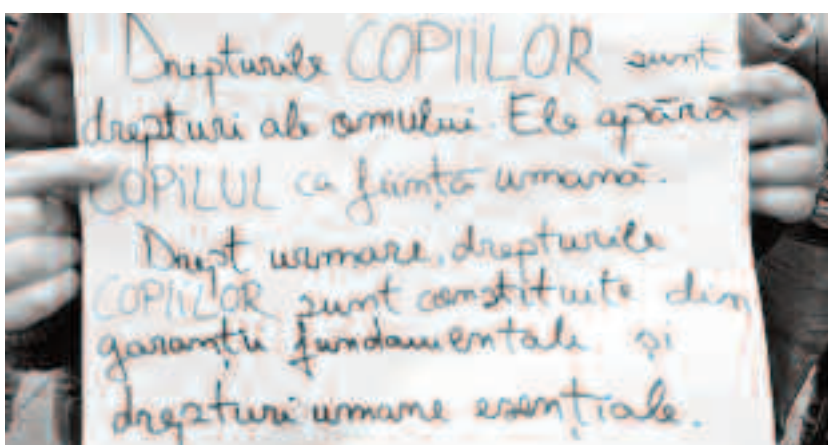 Drepturile COPIILOR sunt
drepturi ale omului. Ele apără
COPILUL ca ființă umană.
Drept urmare, drepturile
COPIILOR sunt constituite din
garanții fundamentale și
drepturi umane esențiale.